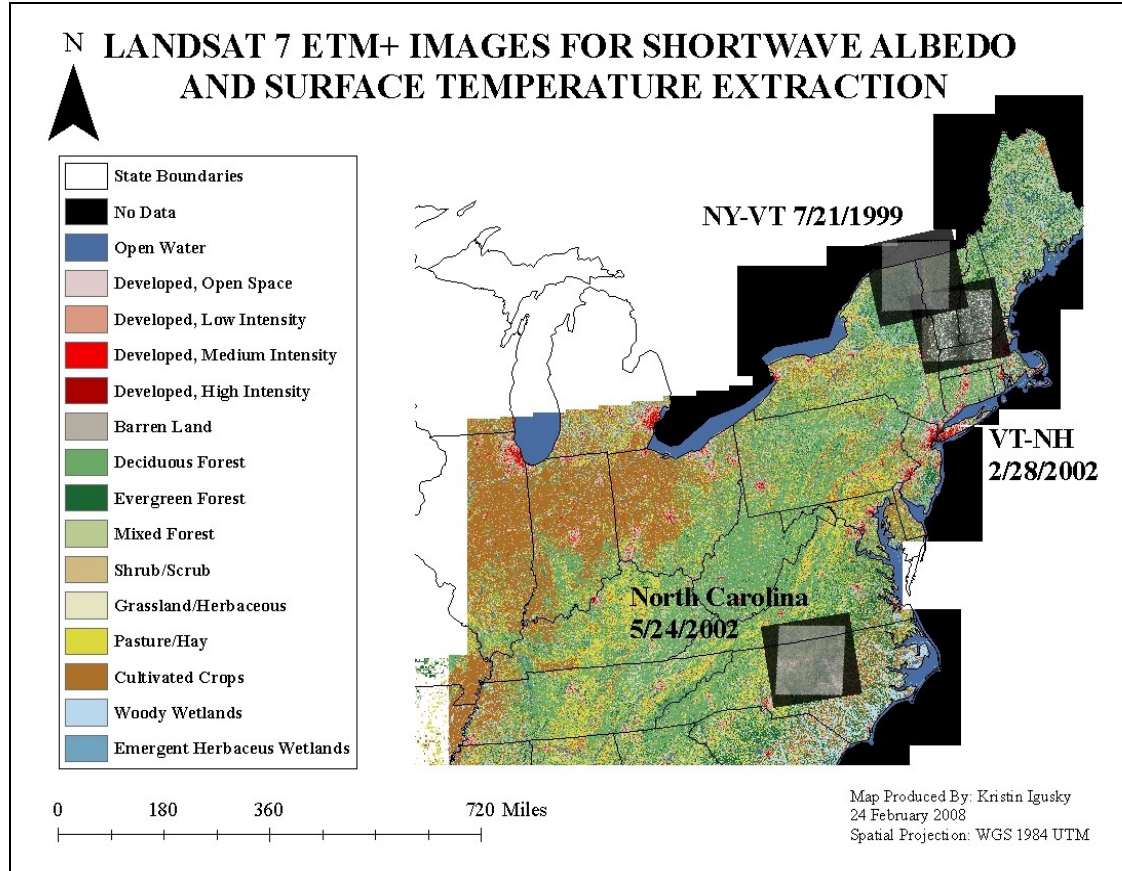 N
LANDSAT 7 ETM+ IMAGES FOR SHORTWAVE ALBEDO
AND SURFACE TEMPERATURE EXTRACTION
State Boundaries
No Data
Open Water
Developed, Open Space
Developed, Low Intensity
Developed, Medium Intensity
Developed, High Intensity
Barren Land
Deciduous Forest
Evergreen Forest
Mixed Forest
Shrub/Scrub
Grassland/Herbaceous
Pasture/Hay
Cultivated Crops
Woody Wetlands
Emergent Herbaceus Wetlands
NY-VT 7/21/1999
VT-NH
2/28/2002
North Carolina
5/24/2002
0 180 360 720 Miles
Map Produced By: Kristin Igusky
24 February 2008
Spatial Projection: WGS 1984 UTM